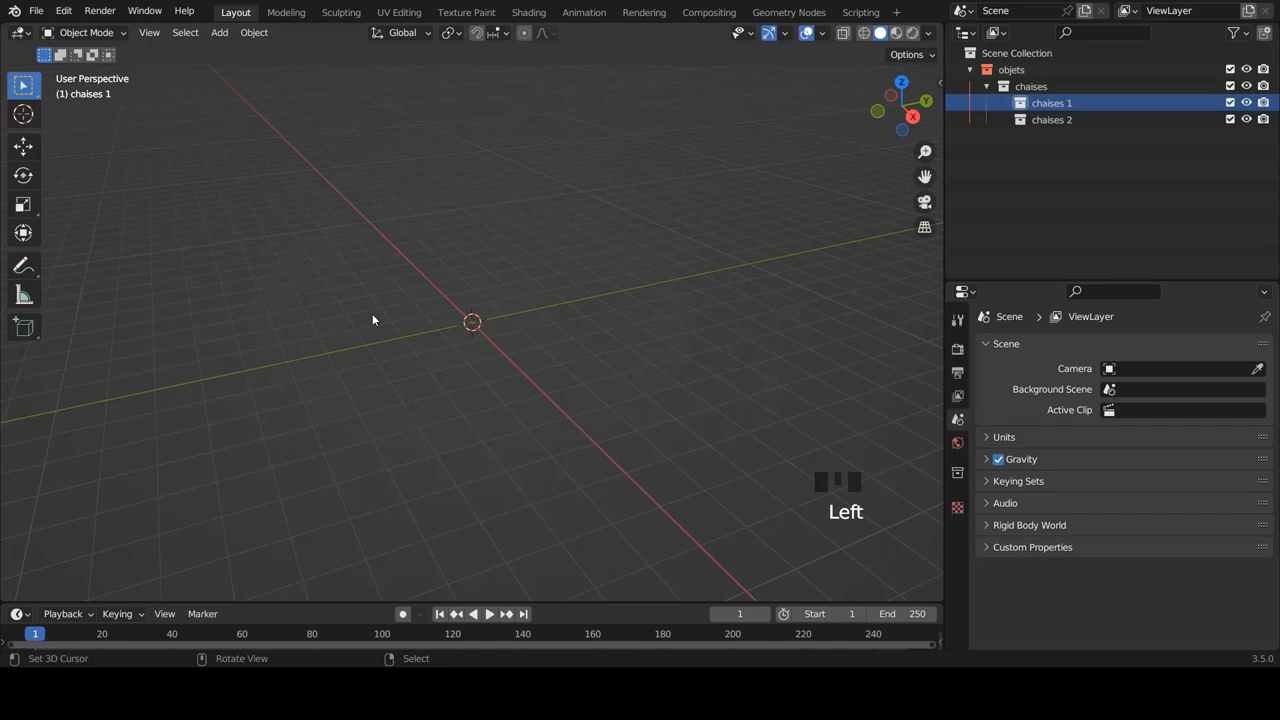 File Edit Render Window Help Layout Modeling Sculpting UV Editing Texture Paint Shading Animation Rendering Compositing Geometry Nodes Scripting + Scene ViewLayer
Object Mode View Select Add Object Global
Options
User Perspective
(1) chaises 1
Z
Y
X
Scene Collection
objets
chaises
chaises 1
chaises 2
Scene > ViewLayer
Scene
Camera
Background Scene
Active Clip
Units
Gravity
Keying Sets
Audio
Rigid Body World
Custom Properties
Left
Playback Keying View Marker 1 Start 1 End 250
1 20 40 60 80 100 120 140 160 180 200 220 240
Set 3D Cursor Rotate View Select 3.5.0